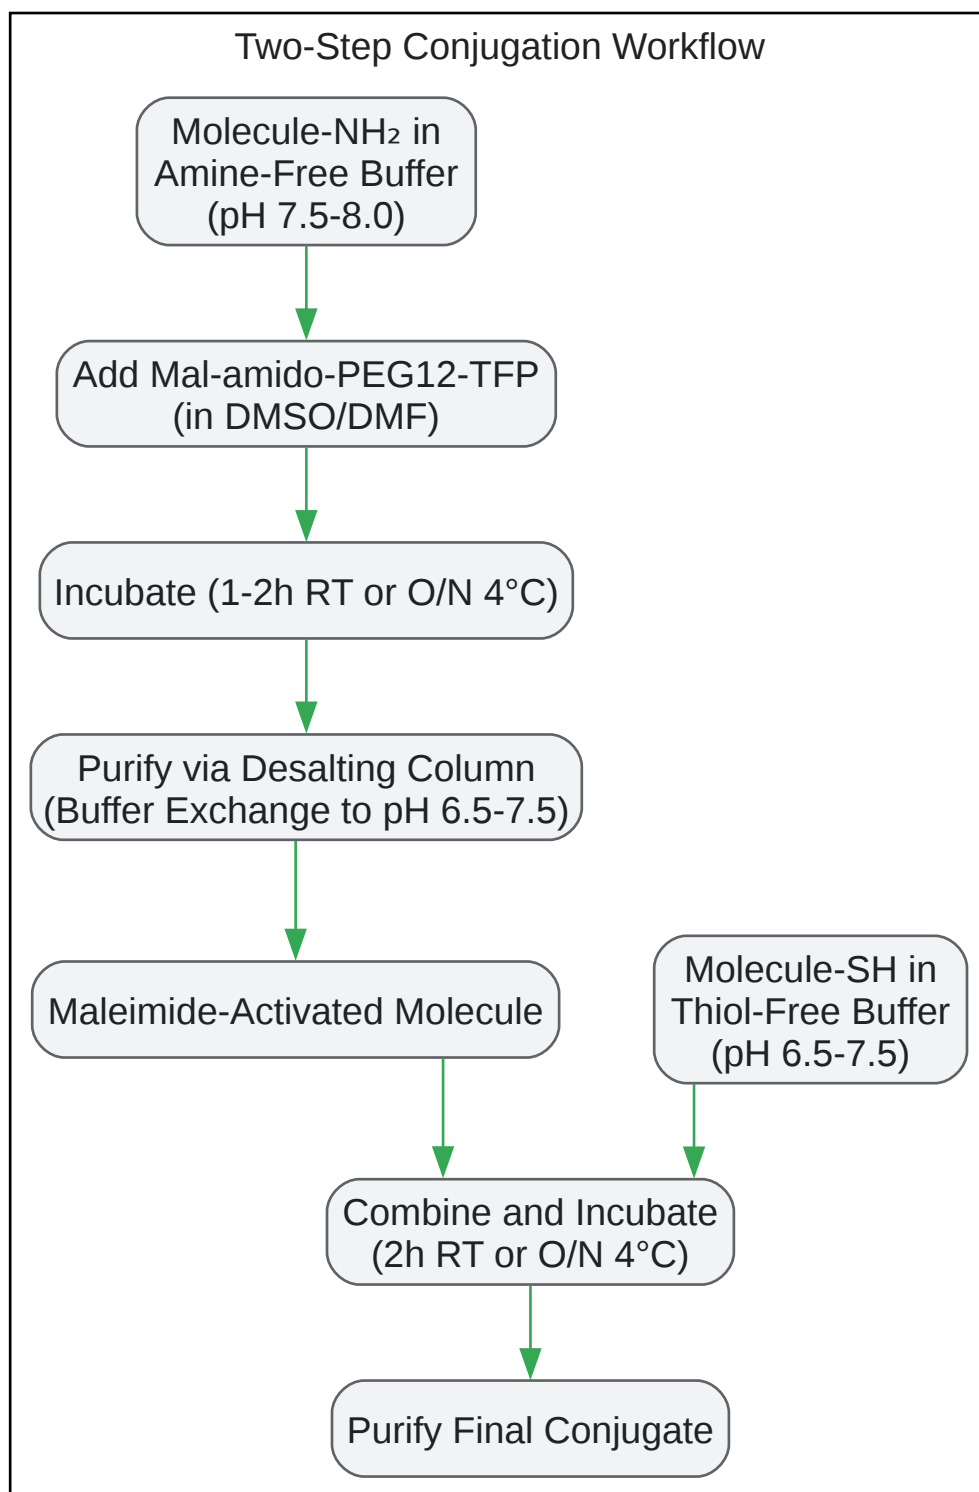 Two-Step Conjugation Workflow
Molecule-NH₂ in
Amine-Free Buffer
(pH 7.5-8.0)
Add Mal-amido-PEG12-TFP
(in DMSO/DMF)
Incubate (1-2h RT or O/N 4°C)
Purify via Desalting Column
(Buffer Exchange to pH 6.5-7.5)
Maleimide-Activated Molecule
Molecule-SH in
Thiol-Free Buffer
(pH 6.5-7.5)
Combine and Incubate
(2h RT or O/N 4°C)
Purify Final Conjugate